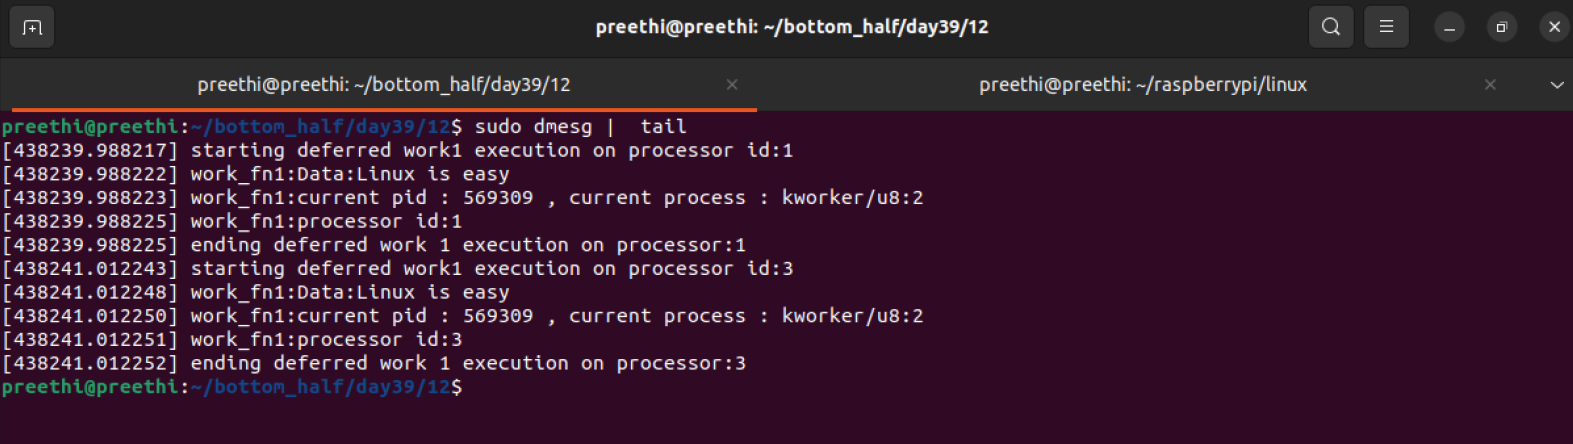 preethi@preethi: ~/bottom_half/day39/12
preethi@preethi: ~/bottom_half/day39/12
preethi@preethi: ~/raspberrypi/linux
preethi@preethi:~/bottom_half/day39/12$ sudo dmesg |  tail
[438239.988217] starting deferred work1 execution on processor id:1
[438239.988222] work_fn1:Data:Linux is easy
[438239.988223] work_fn1:current pid : 569309 , current process : kworker/u8:2
[438239.988225] work_fn1:processor id:1
[438239.988225] ending deferred work 1 execution on processor:1
[438241.012243] starting deferred work1 execution on processor id:3
[438241.012248] work_fn1:Data:Linux is easy
[438241.012250] work_fn1:current pid : 569309 , current process : kworker/u8:2
[438241.012251] work_fn1:processor id:3
[438241.012252] ending deferred work 1 execution on processor:3
preethi@preethi:~/bottom_half/day39/12$